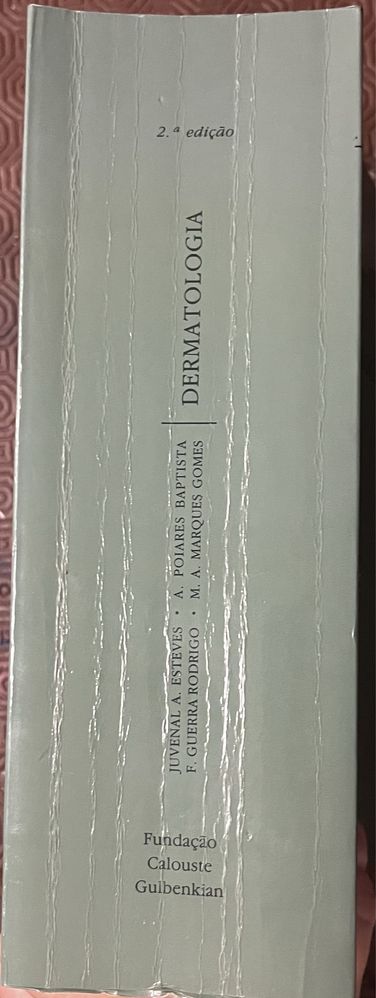 2.ª edição
DERMATOLOGIA
JUVENAL A. ESTEVES • A. POIARES BAPTISTA
F. GUERRA RODRIGO • M. A. MARQUES GOMES
Fundação
Calouste
Gulbenkian